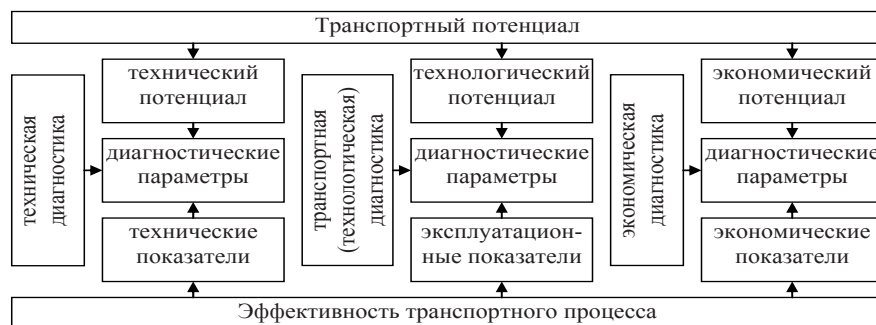 Транспортный потенциал
техническая
диагностика
технический
потенциал
диагностические
параметры
технические
показатели
транспортная
(технологическая)
диагностика
технологический
потенциал
диагностические
параметры
эксплуатацион-
ные показатели
экономическая
диагностика
экономический
потенциал
диагностические
параметры
экономические
показатели
Эффективность транспортного процесса